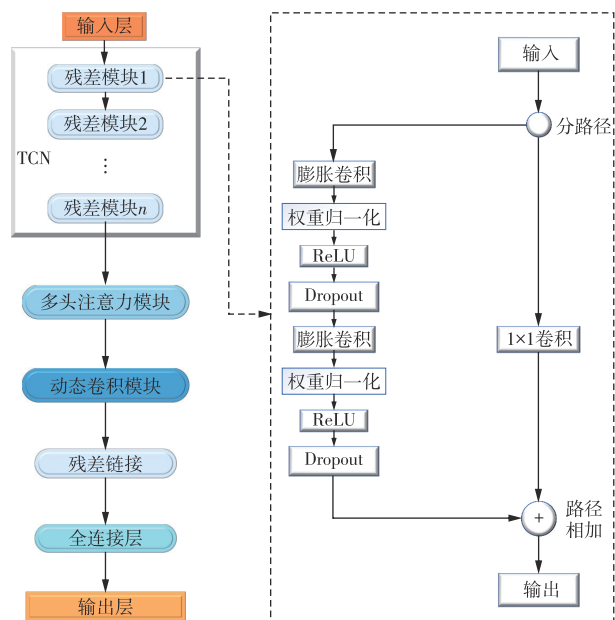 输入层
残差模块1
残差模块2
TCN
⋮
残差模块n
多头注意力模块
动态卷积模块
残差链接
全连接层
输出层
输入
分路径
膨胀卷积
权重归一化
ReLU
Dropout
膨胀卷积
权重归一化
ReLU
Dropout
1×1卷积
+
路径
相加
输出